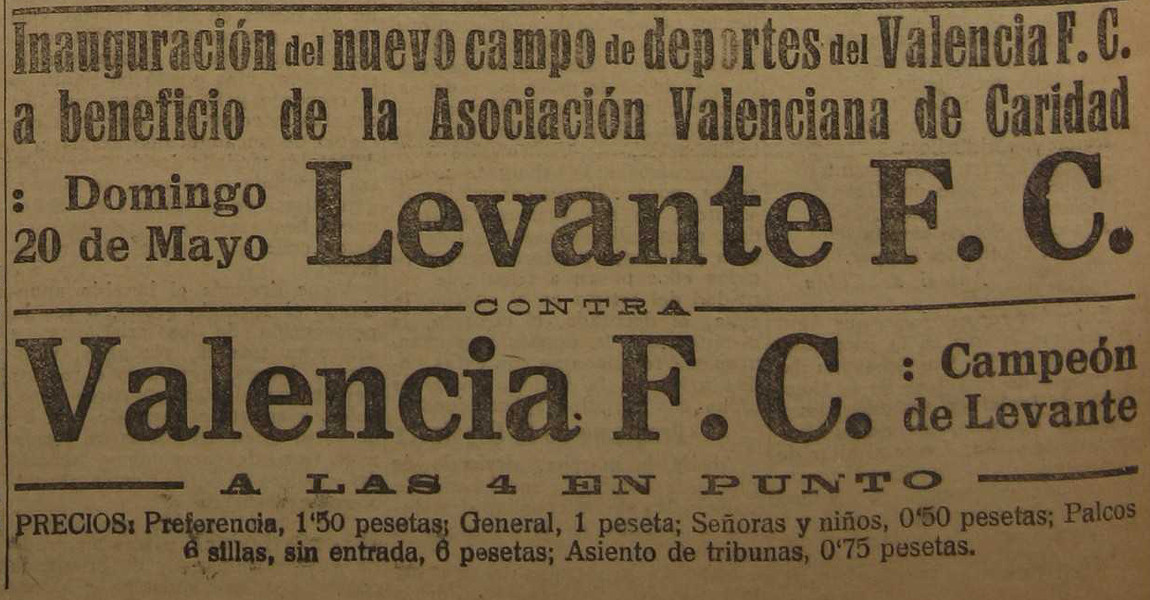 Inauguración del nuevo campo de deportes del Valencia F. C.
a beneficio de la Asociación Valenciana de Caridad
: Domingo
20 de Mayo
Levante F. C.
CONTRA
Valencia F. C.
: Campeón
de Levante
A LAS 4 EN PUNTO
PRECIOS: Preferencia, 1'50 pesetas; General, 1 peseta; Señoras y niños, 0'50 pesetas; Palcos
6 sillas, sin entrada, 6 pesetas; Asiento de tribunas, 0'75 pesetas.